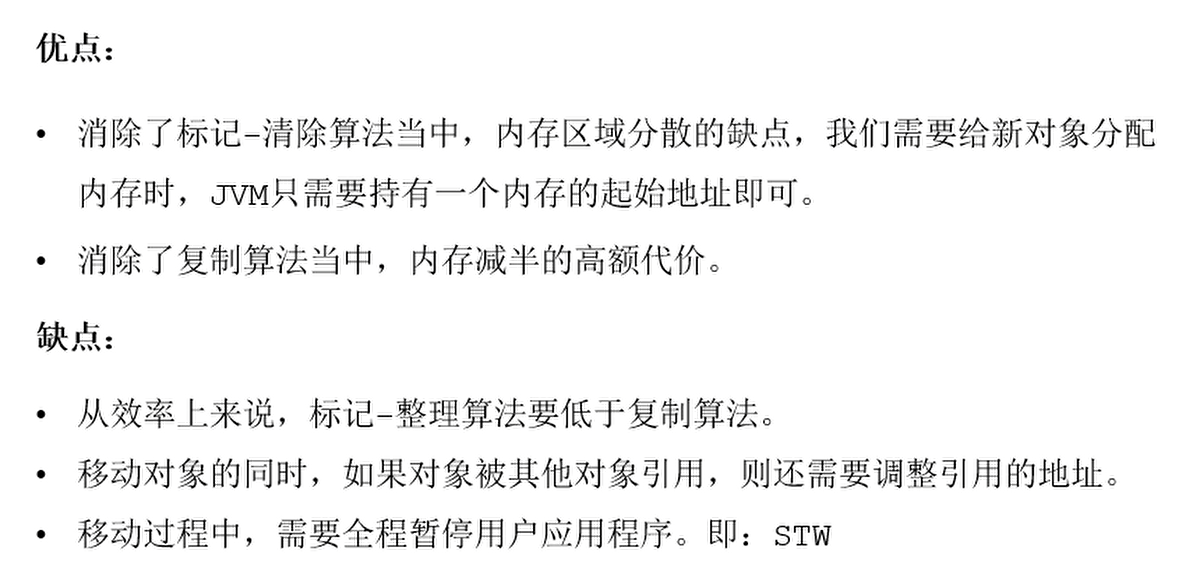 优点：
• 消除了标记-清除算法当中，内存区域分散的缺点，我们需要给新对象分配
内存时，JVM只需要持有一个内存的起始地址即可。
• 消除了复制算法当中，内存减半的高额代价。
缺点：
• 从效率上来说，标记-整理算法要低于复制算法。
• 移动对象的同时，如果对象被其他对象引用，则还需要调整引用的地址。
• 移动过程中，需要全程暂停用户应用程序。即：STW